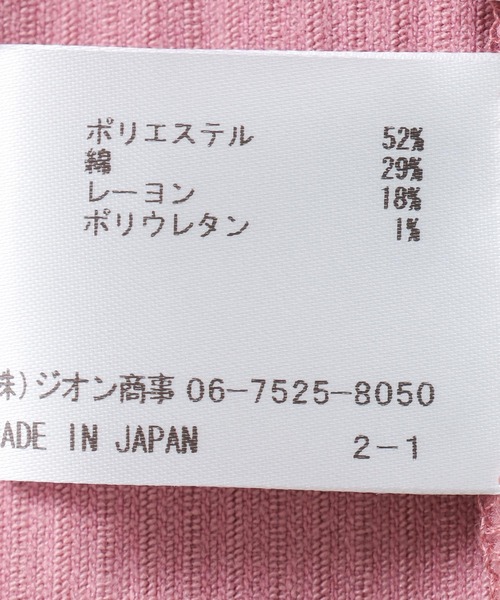 ポリエステル 52%
綿 29%
レーヨン 18%
ポリウレタン 1%
株)ジオン商事 06-7525-8050
ADE IN JAPAN 2-1